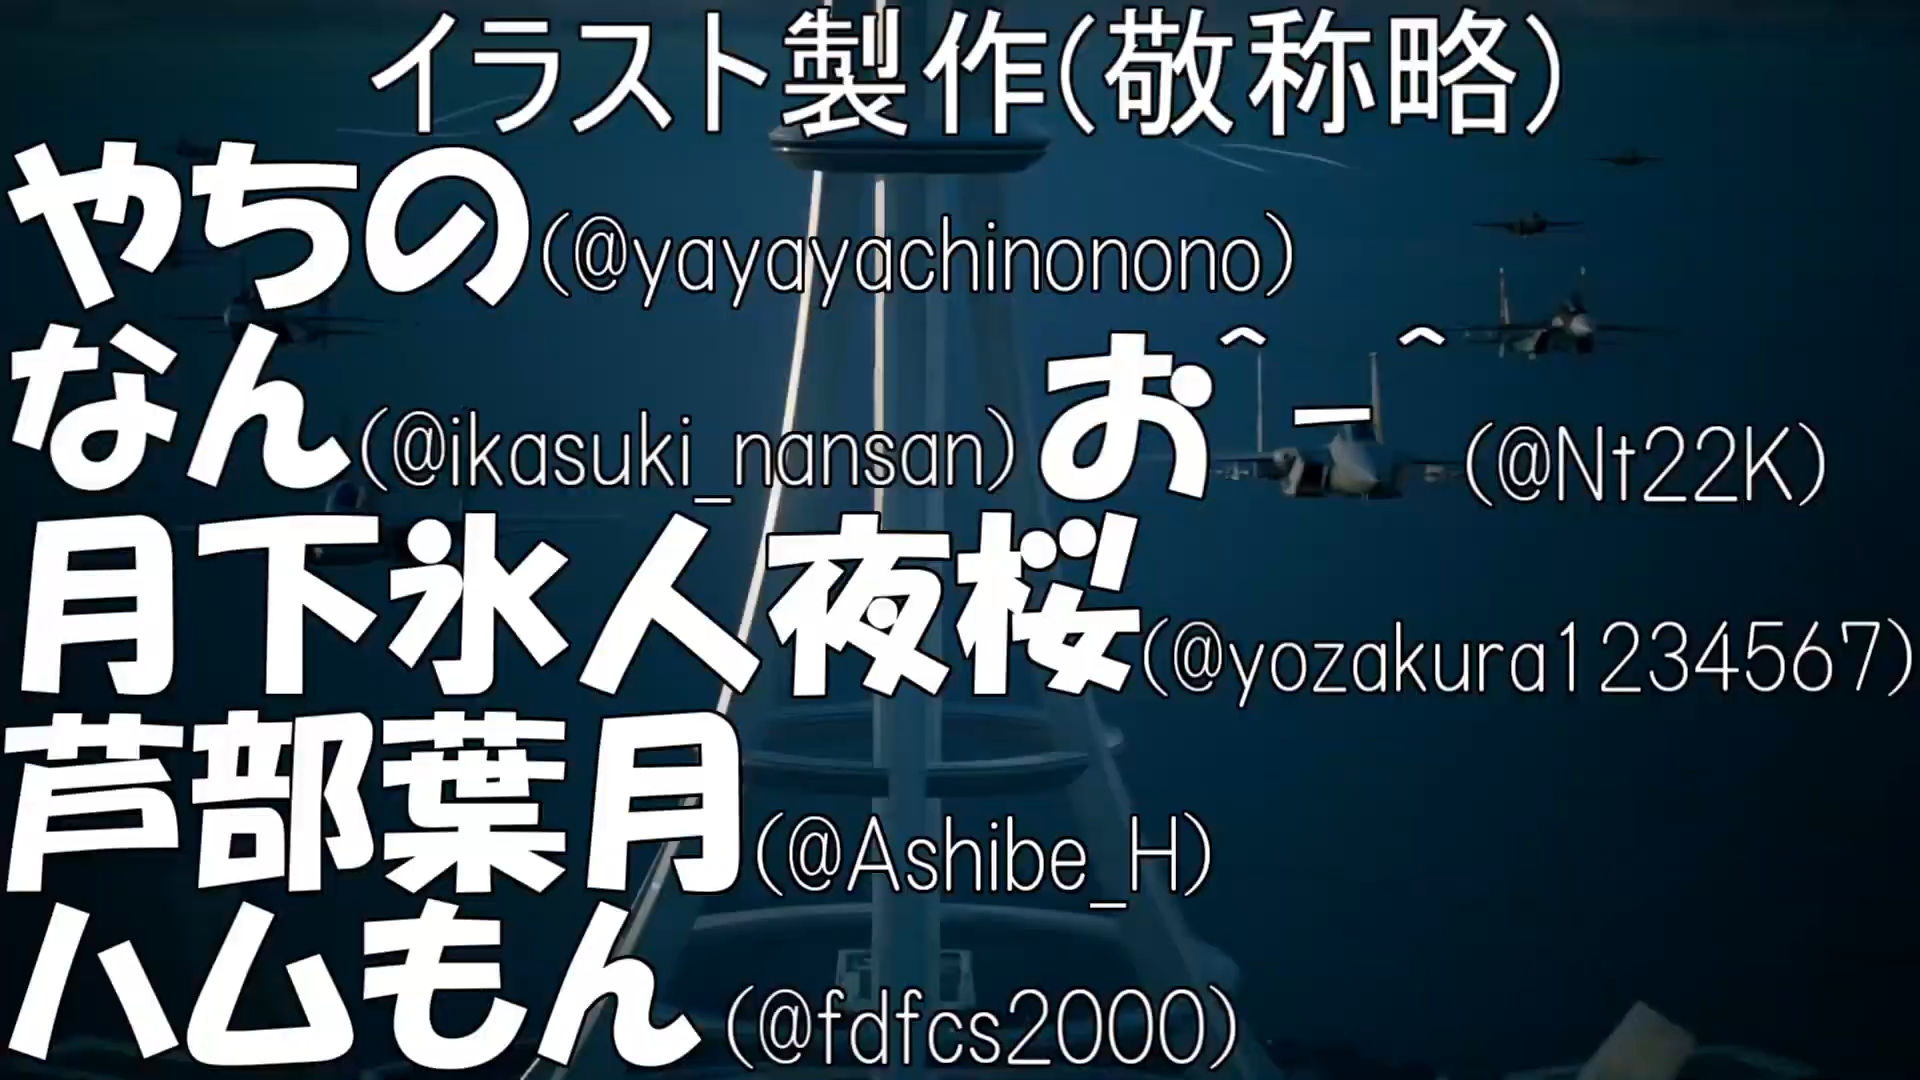 イラスト製作(敬称略)
やちの(@yayayachinonono)
なん(@ikasuki_nansan) お^ - ^(@Nt22K)
月下氷人夜桜(@yozakura1234567)
芦部葉月(@Ashibe_H)
ハムもん(@fdfcs2000)